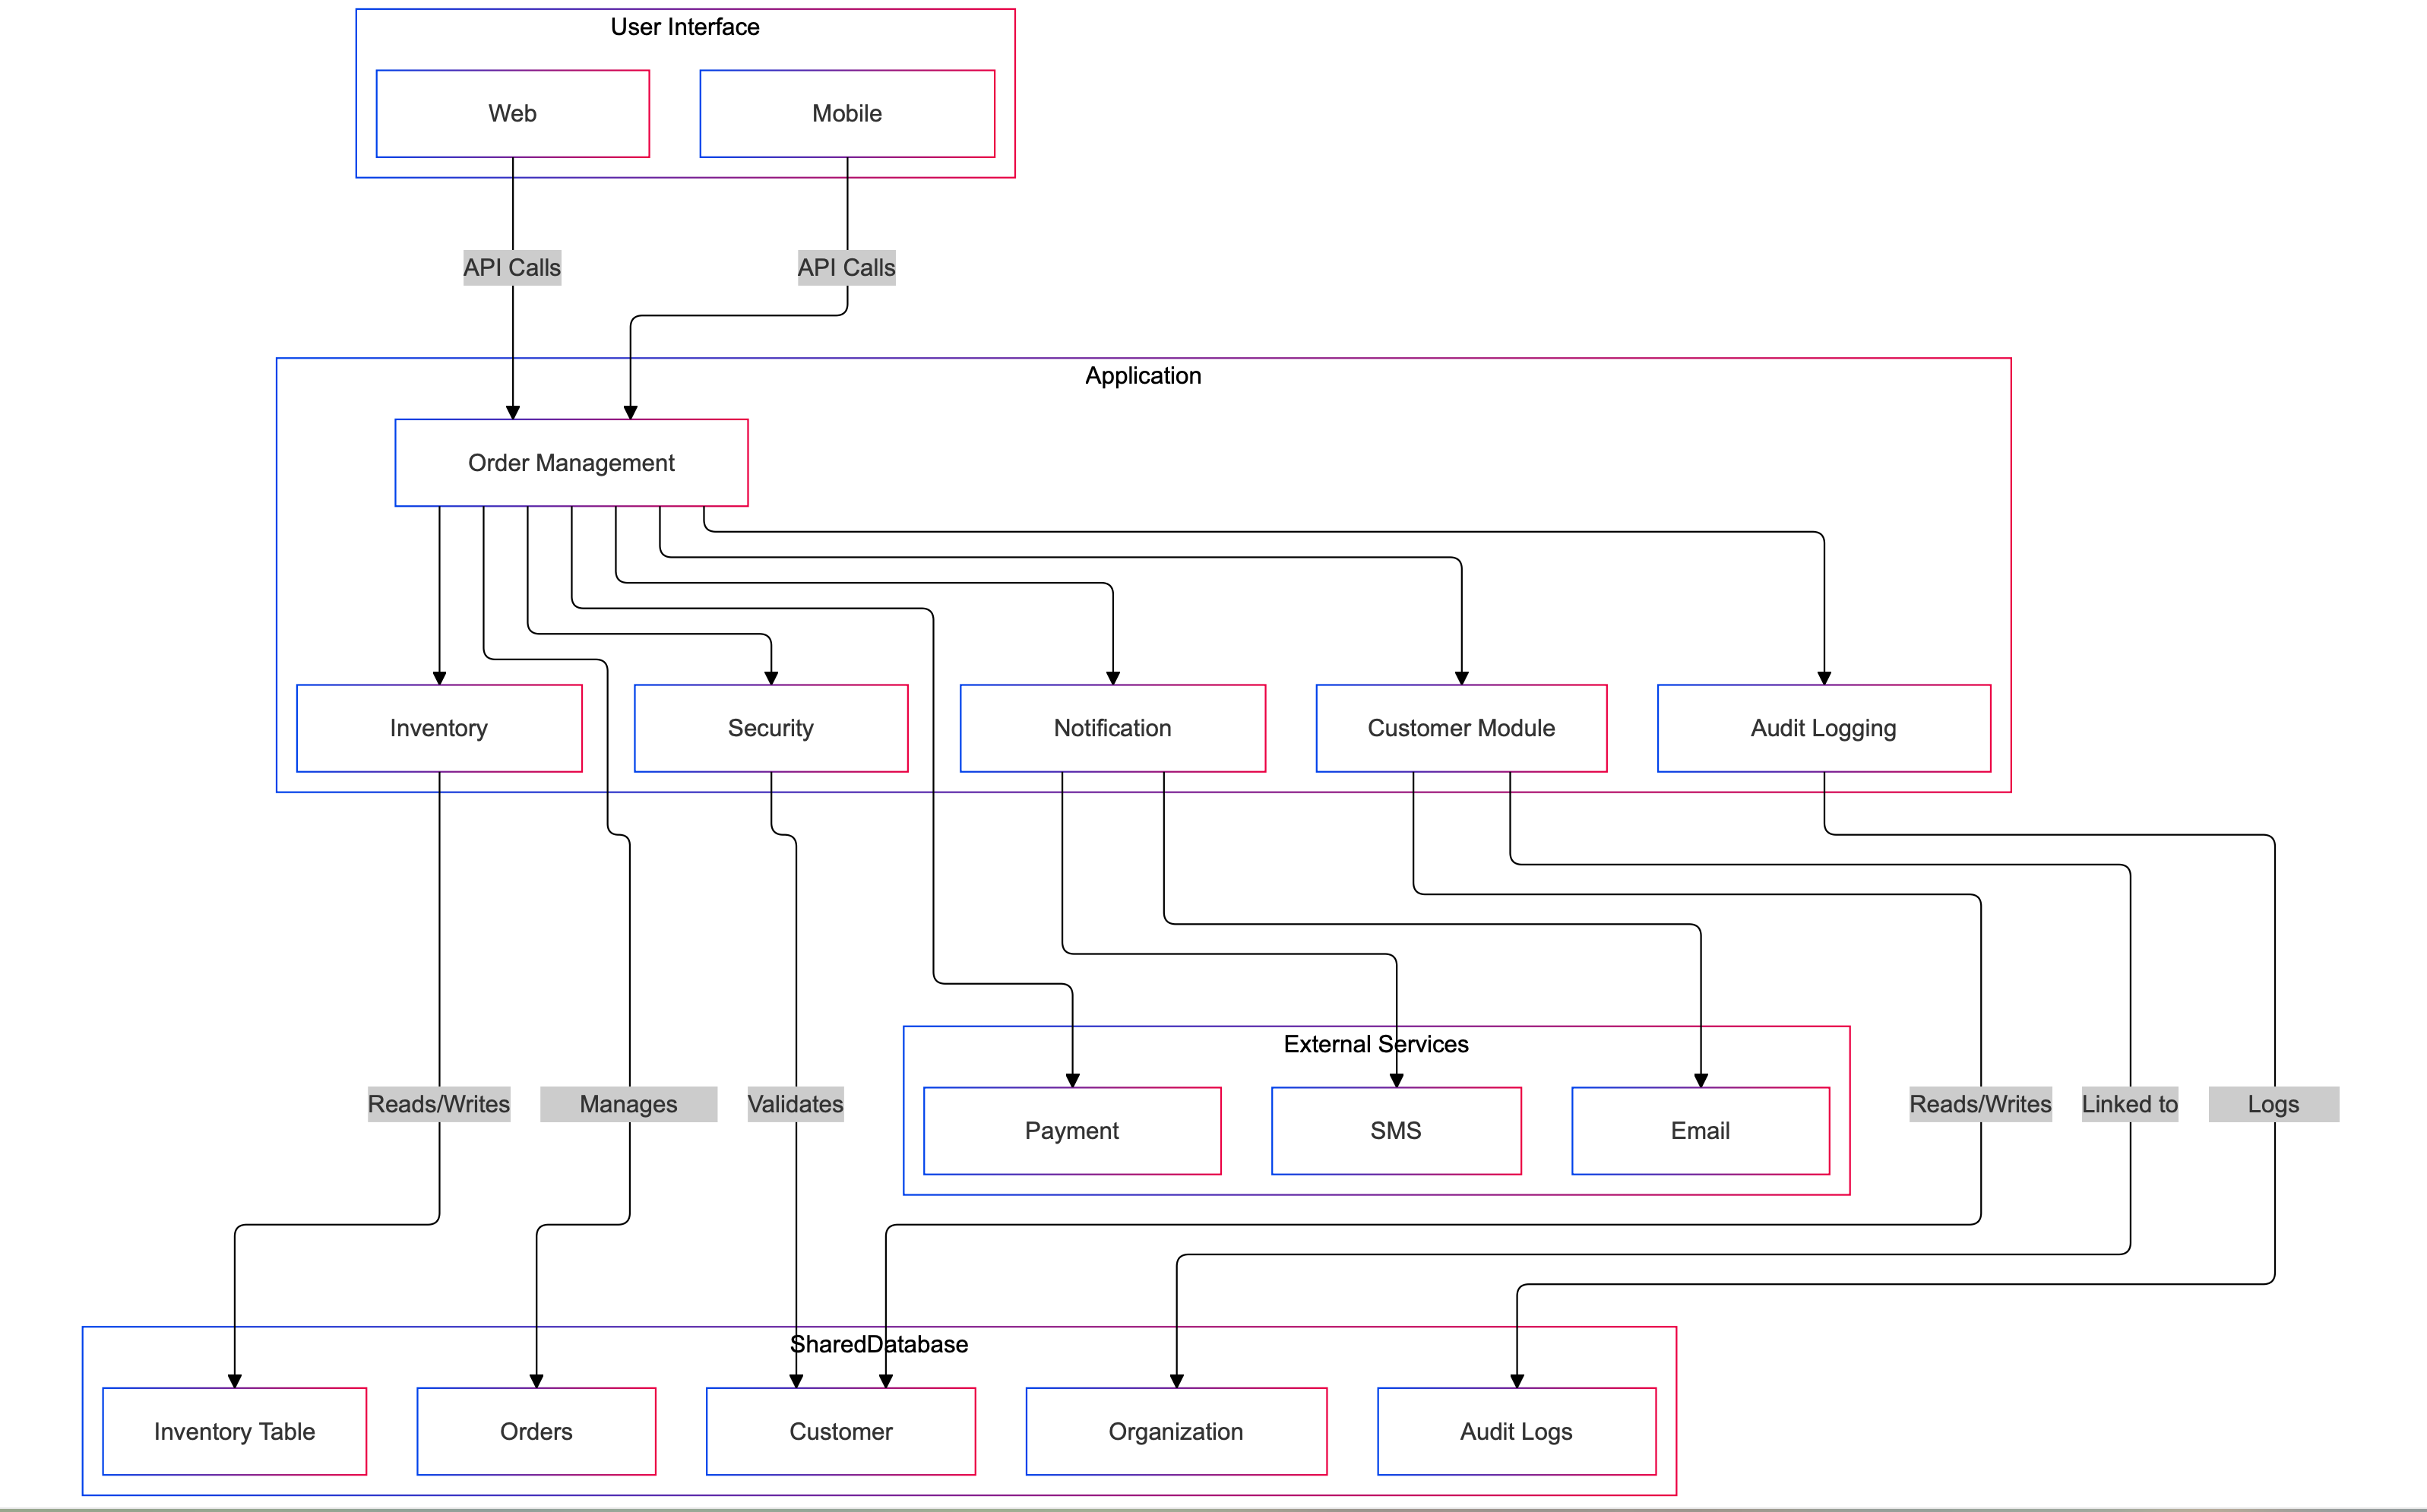 User Interface
Web
Mobile
API Calls
API Calls
Application
Order Management
Inventory
Security
Notification
Customer Module
Audit Logging
External Services
Reads/Writes
Manages
Validates
Payment
SMS
Email
Reads/Writes
Linked to
Logs
SharedDatabase
Inventory Table
Orders
Customer
Organization
Audit Logs